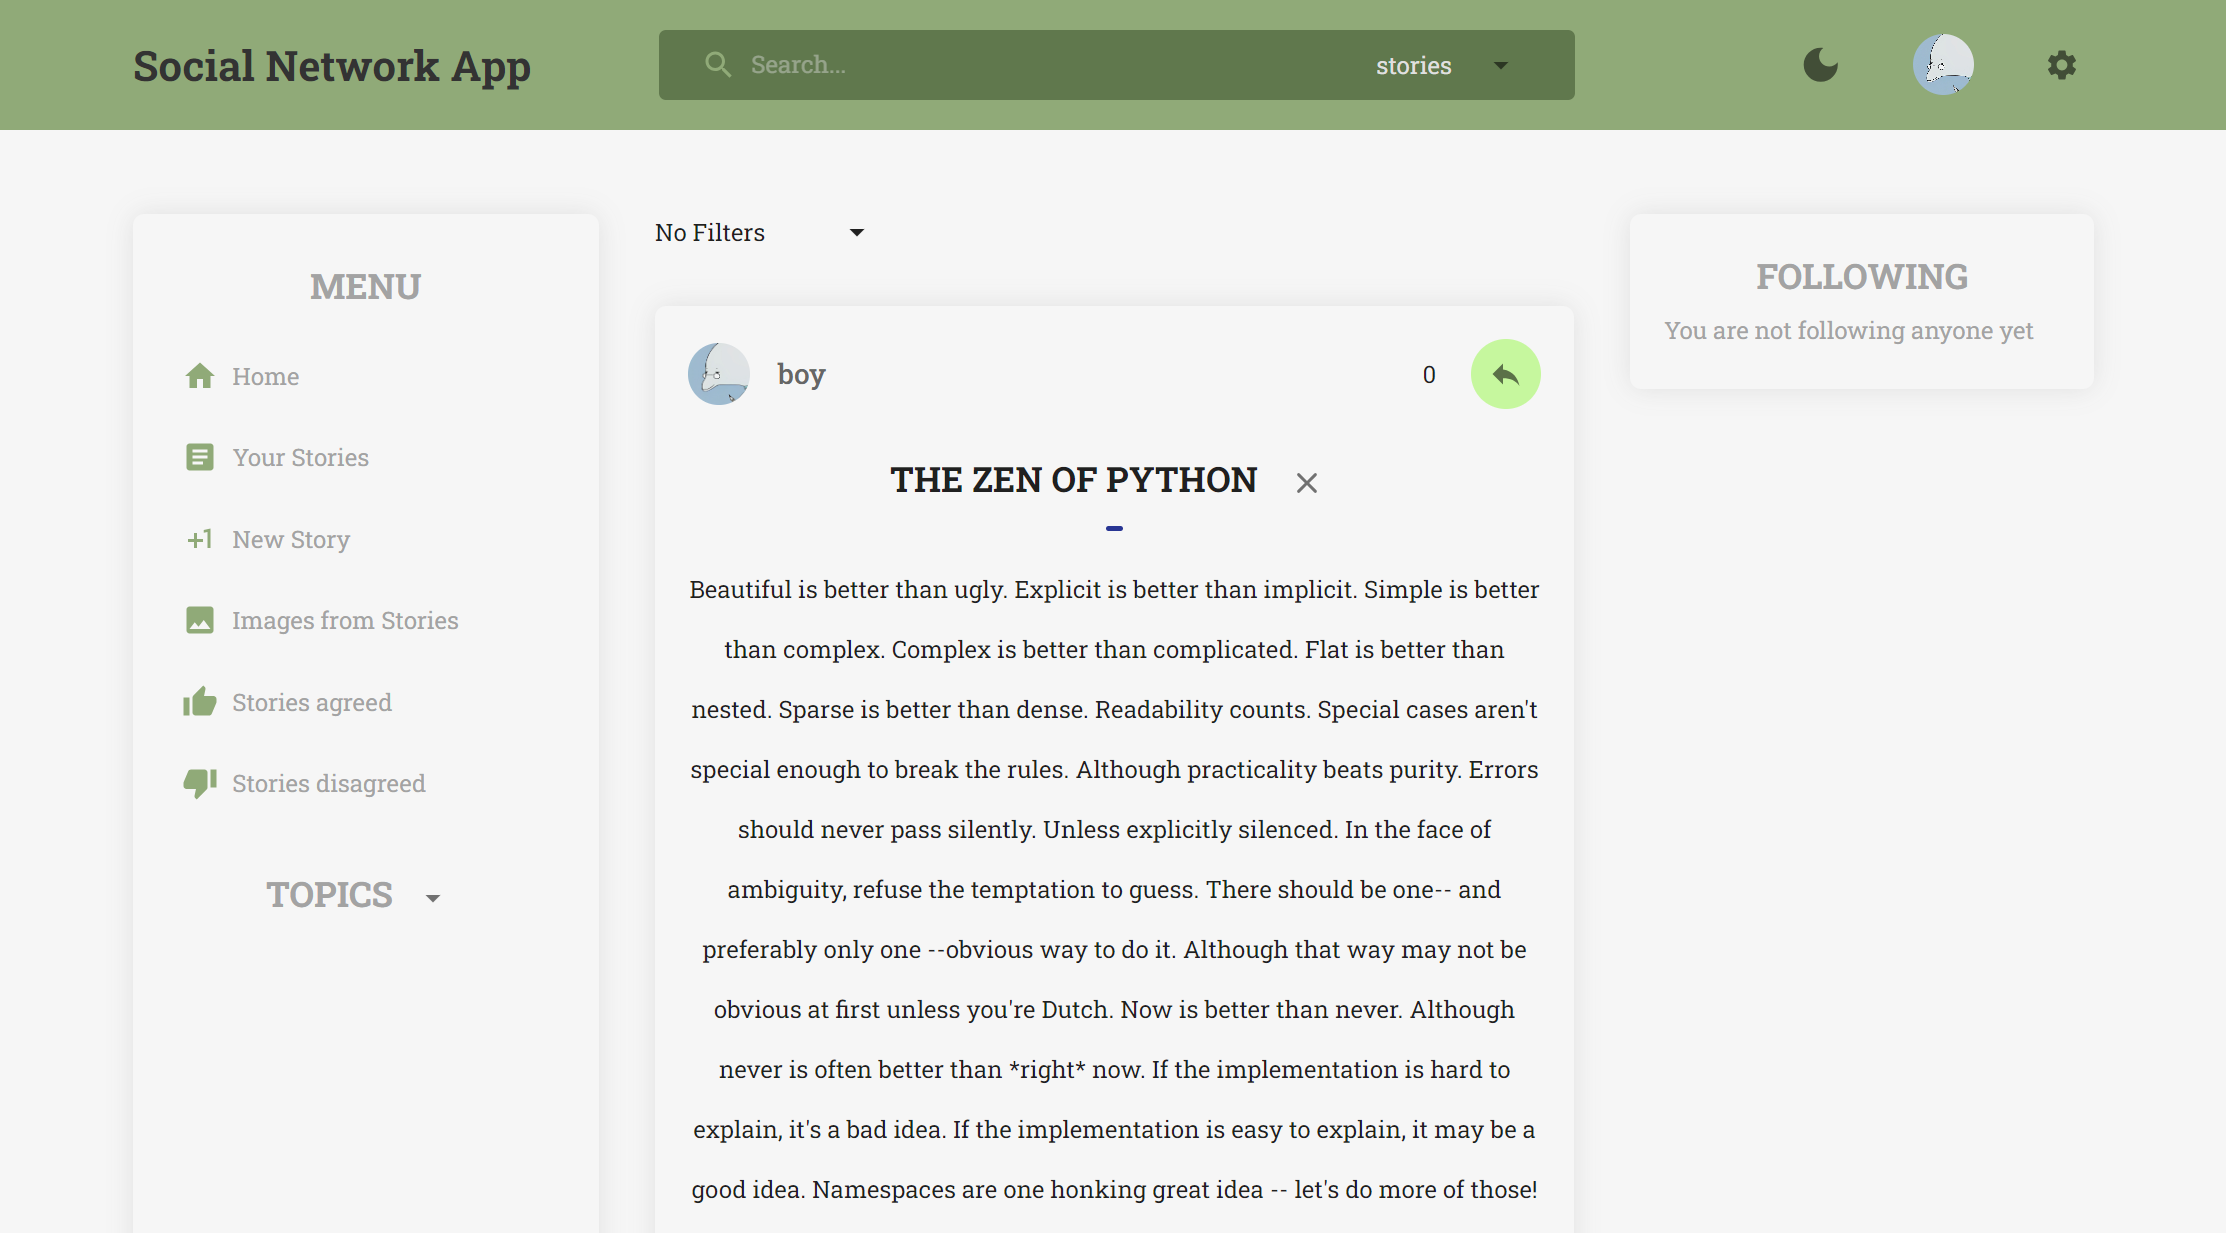 Social Network App
Search...
stories
MENU
Home
Your Stories
+1 New Story
Images from Stories
Stories agreed
Stories disagreed
TOPICS
No Filters
boy
0
THE ZEN OF PYTHON
Beautiful is better than ugly. Explicit is better than implicit. Simple is better
than complex. Complex is better than complicated. Flat is better than
nested. Sparse is better than dense. Readability counts. Special cases aren't
special enough to break the rules. Although practicality beats purity. Errors
should never pass silently. Unless explicitly silenced. In the face of
ambiguity, refuse the temptation to guess. There should be one-- and
preferably only one --obvious way to do it. Although that way may not be
obvious at first unless you're Dutch. Now is better than never. Although
never is often better than *right* now. If the implementation is hard to
explain, it's a bad idea. If the implementation is easy to explain, it may be a
good idea. Namespaces are one honking great idea -- let's do more of those!
FOLLOWING
You are not following anyone yet